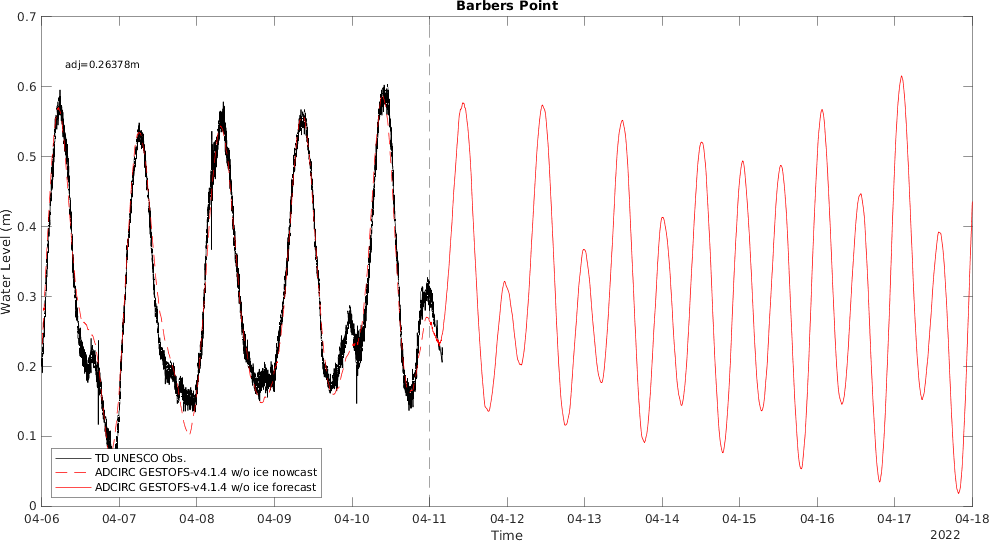 Barbers Point
0.7
adj=0.26378m
0.6
0.5
0.4
Water Level (m)
0.3
0.2
0.1
0
TD UNESCO Obs.
ADCIRC GESTOFS-v4.1.4 w/o ice nowcast
ADCIRC GESTOFS-v4.1.4 w/o ice forecast
04-06 04-07 04-08 04-09 04-10 04-11 04-12 04-13 04-14 04-15 04-16 04-17 04-18
Time
2022